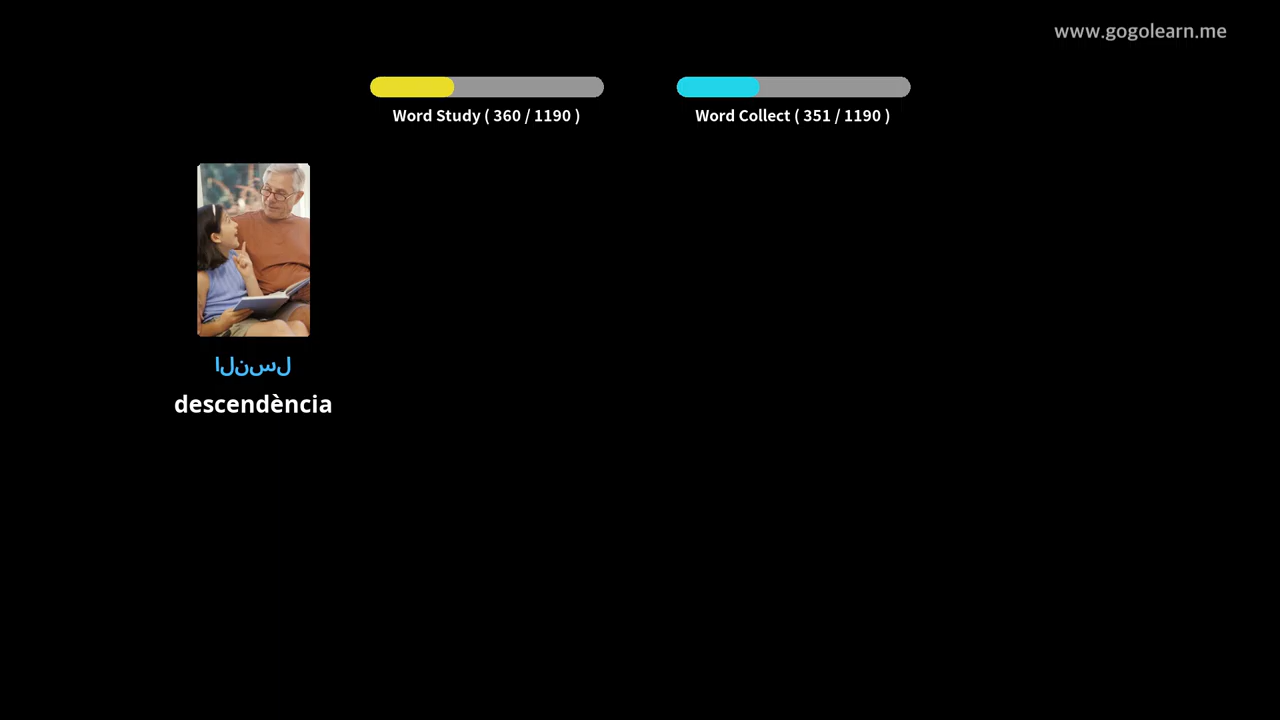 www.gogolearn.me
Word Study ( 360 / 1190 )
Word Collect ( 351 / 1190 )
النسل
descendència